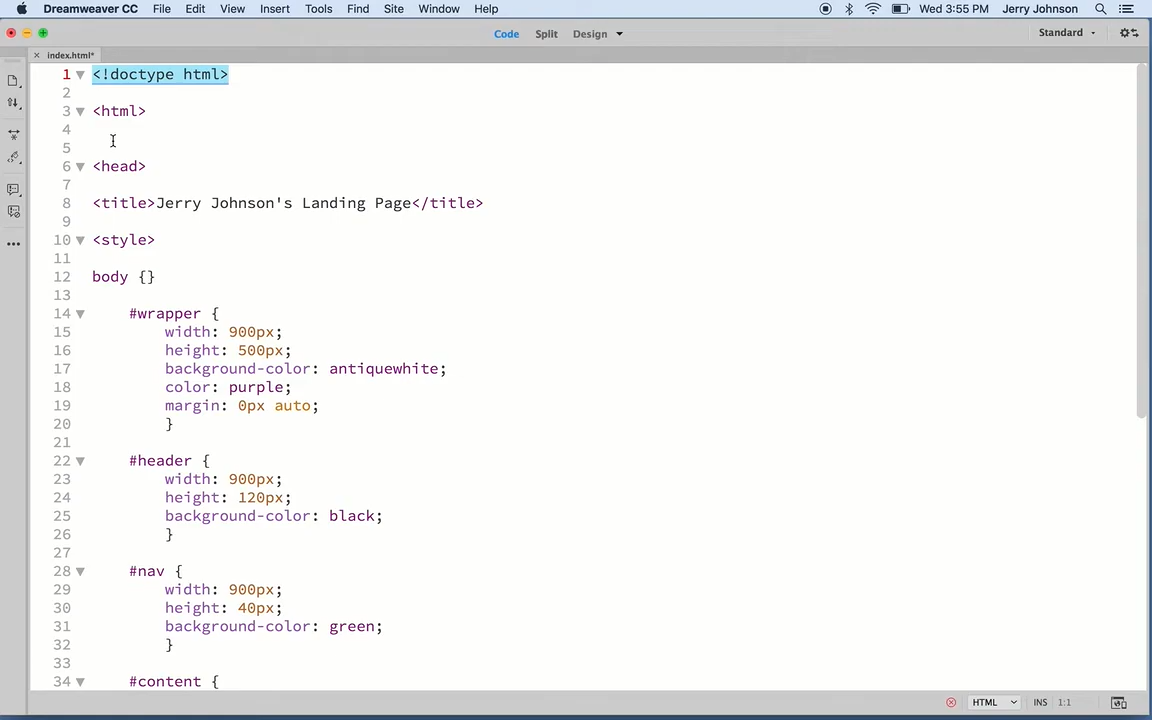 Dreamweaver CC File Edit View Insert Tools Find Site Window Help Wed 3:55 PM Jerry Johnson
Code Split Design Standard
index.html*
1 <!doctype html>
2
3 <html>
4
5
6 <head>
7
8 <title>Jerry Johnson's Landing Page</title>
9
10 <style>
11
12 body {}
13
14 #wrapper {
15 width: 900px;
16 height: 500px;
17 background-color: antiquewhite;
18 color: purple;
19 margin: 0px auto;
20 }
21
22 #header {
23 width: 900px;
24 height: 120px;
25 background-color: black;
26 }
27
28 #nav {
29 width: 900px;
30 height: 40px;
31 background-color: green;
32 }
33
34 #content {
HTML INS 1:1